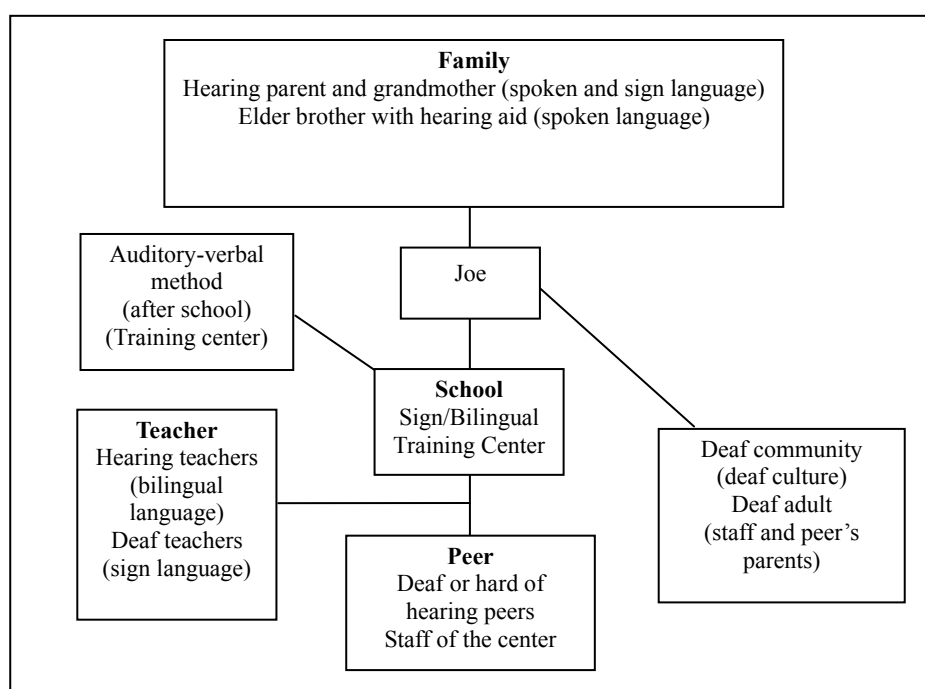 Family
Hearing parent and grandmother (spoken and sign language)
Elder brother with hearing aid (spoken language)
Auditory-verbal
method
(after school)
(Training center)
Joe
School
Sign/Bilingual
Training Center
Teacher
Hearing teachers
(bilingual
language)
Deaf teachers
(sign language)
Peer
Deaf or hard of
hearing peers
Staff of the center
Deaf community
(deaf culture)
Deaf adult
(staff and peer’s
parents)